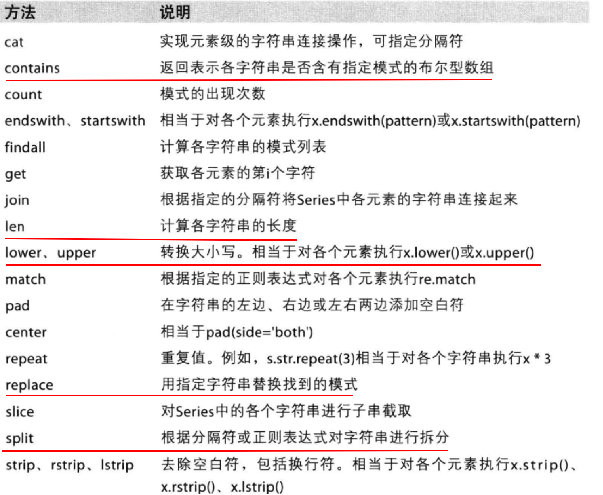 方法 说明
cat 实现元素级的字符串连接操作，可指定分隔符
contains 返回表示各字符串是否含有指定模式的布尔型数组
count 模式的出现次数
endswith、startswith 相当于对各个元素执行x.endswith(pattern)或x.startswith(pattern)
findall 计算各字符串的模式列表
get 获取各元素的第i个字符
join 根据指定的分隔符将Series中各元素的字符串连接起来
len 计算各字符串的长度
lower、upper 转换大小写。相当于对各个元素执行x.lower()或x.upper()
match 根据指定的正则表达式对各个元素执行re.match
pad 在字符串的左边、右边或左右两边添加空白符
center 相当于pad(side='both')
repeat 重复值。例如，s.str.repeat(3)相当于对各个字符串执行x * 3
replace 用指定字符串替换找到的模式
slice 对Series中的各个字符串进行子串截取
split 根据分隔符或正则表达式对字符串进行拆分
strip、rstrip、lstrip 去除空白符，包括换行符。相当于对各个元素执行x.strip()、
x.rstrip()、x.lstrip()